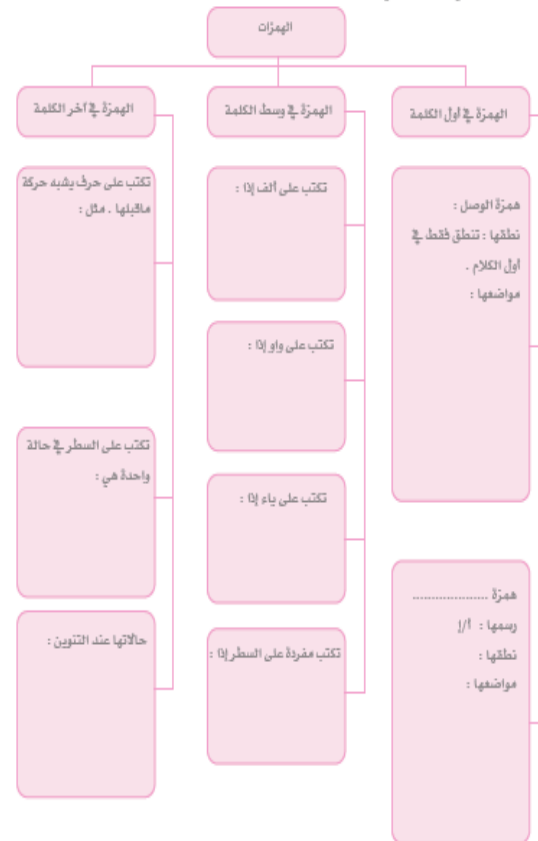 الهمزات
الهمزة في أول الكلمة
همزة الوصل :
نطقها : تنطق فقط في
أول الكلام .
مواضعها :
همزة ....................
رسمها : أ/إ
نطقها :
مواضعها :
الهمزة في وسط الكلمة
تكتب على ألف إذا :
تكتب على واو إذا :
تكتب على ياء إذا :
تكتب مفردة على السطر إذا :
الهمزة في آخر الكلمة
تكتب على حرف يشبه حركة
ماقبلها . مثل :
تكتب على السطر في حالة
واحدة هي :
حالاتها عند التنوين :